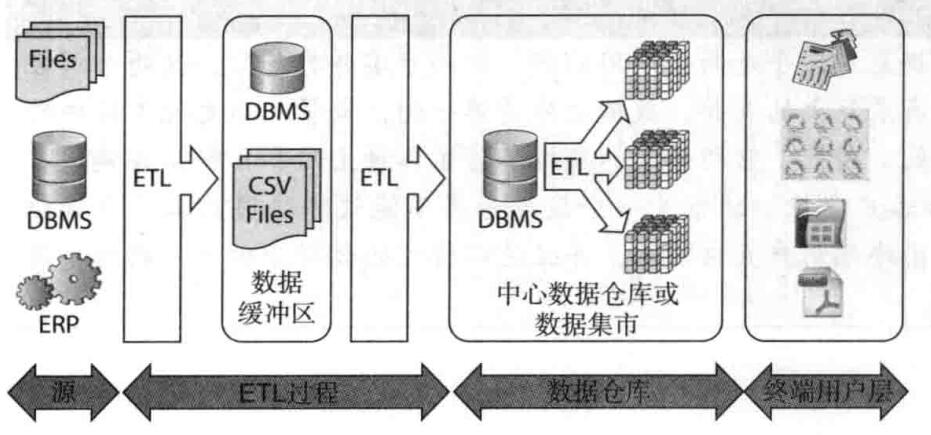 Files
DBMS
ERP
ETL
DBMS
CSV
Files
数据
缓冲区
ETL
DBMS
ETL
中心数据仓库或
数据集市
源
ETL过程
数据仓库
终端用户层